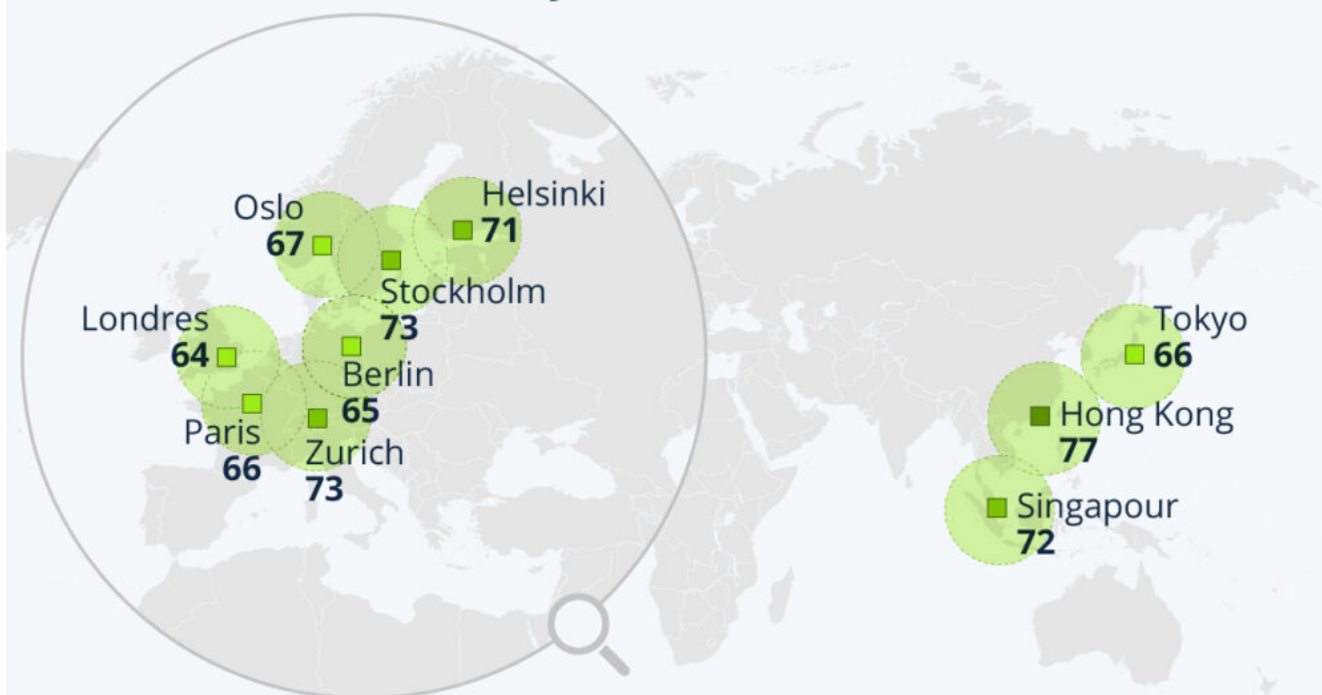 Oslo
67
Helsinki
71
Stockholm
73
Londres
64
Berlin
65
Paris
66
Zurich
73
Tokyo
66
Hong Kong
77
Singapour
72